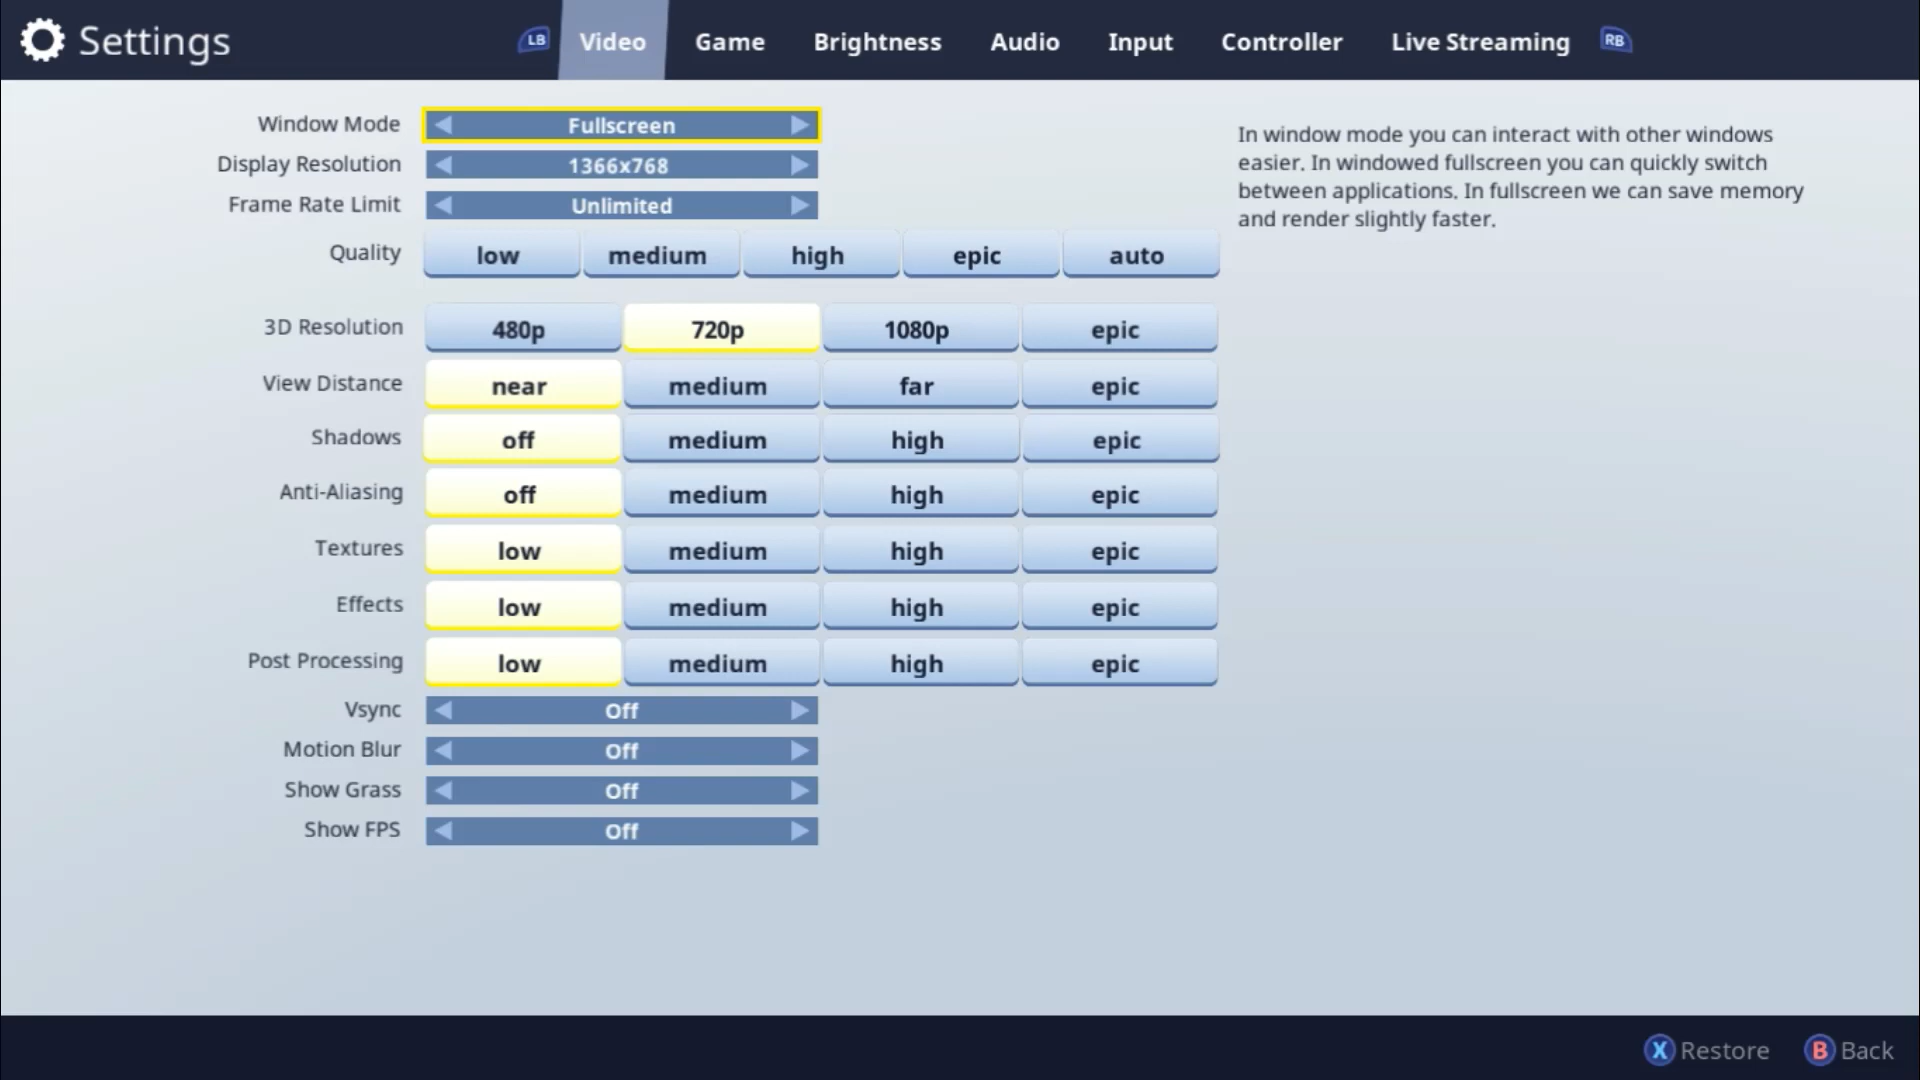 Settings
LB Video Game Brightness Audio Input Controller Live Streaming RB
Window Mode Fullscreen
Display Resolution 1366x768
Frame Rate Limit Unlimited
Quality low medium high epic auto
3D Resolution 480p 720p 1080p epic
View Distance near medium far epic
Shadows off medium high epic
Anti-Aliasing off medium high epic
Textures low medium high epic
Effects low medium high epic
Post Processing low medium high epic
Vsync Off
Motion Blur Off
Show Grass Off
Show FPS Off
In window mode you can interact with other windows
easier. In windowed fullscreen you can quickly switch
between applications. In fullscreen we can save memory
and render slightly faster.
X Restore B Back